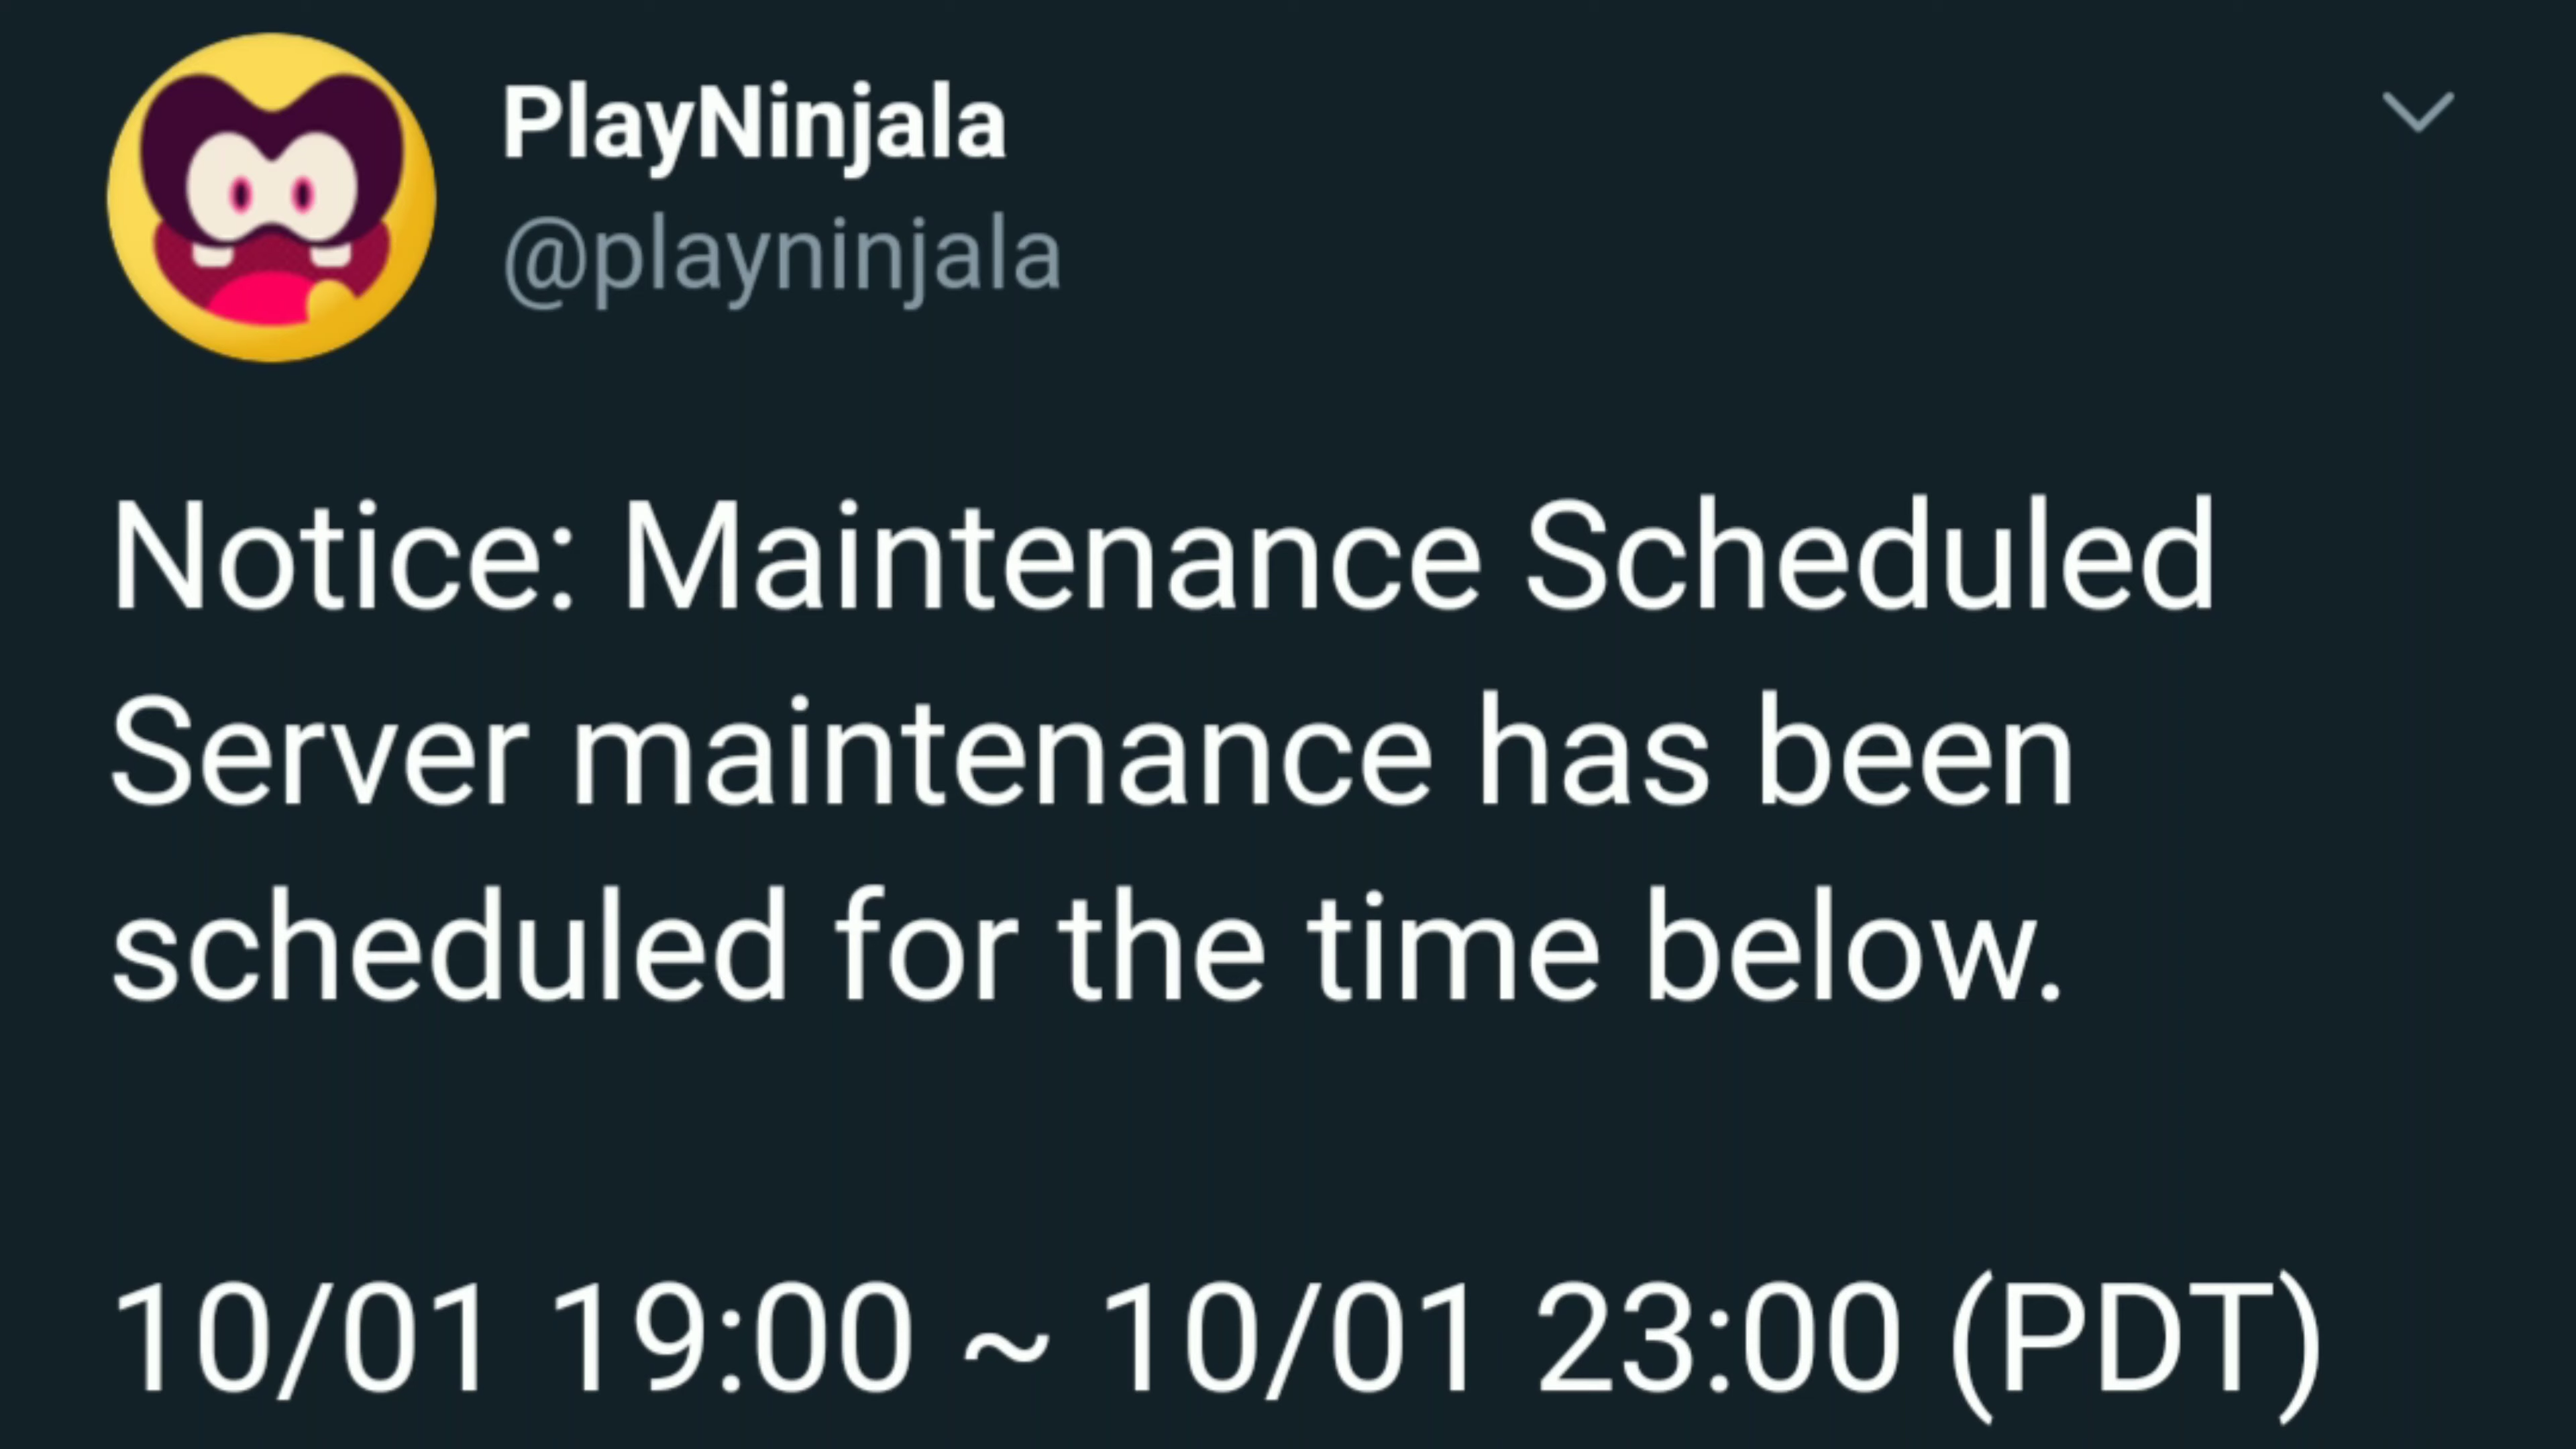 PlayNinjala
@playninjala
Notice: Maintenance Scheduled
Server maintenance has been
scheduled for the time below.
10/01 19:00 ~ 10/01 23:00 (PDT)